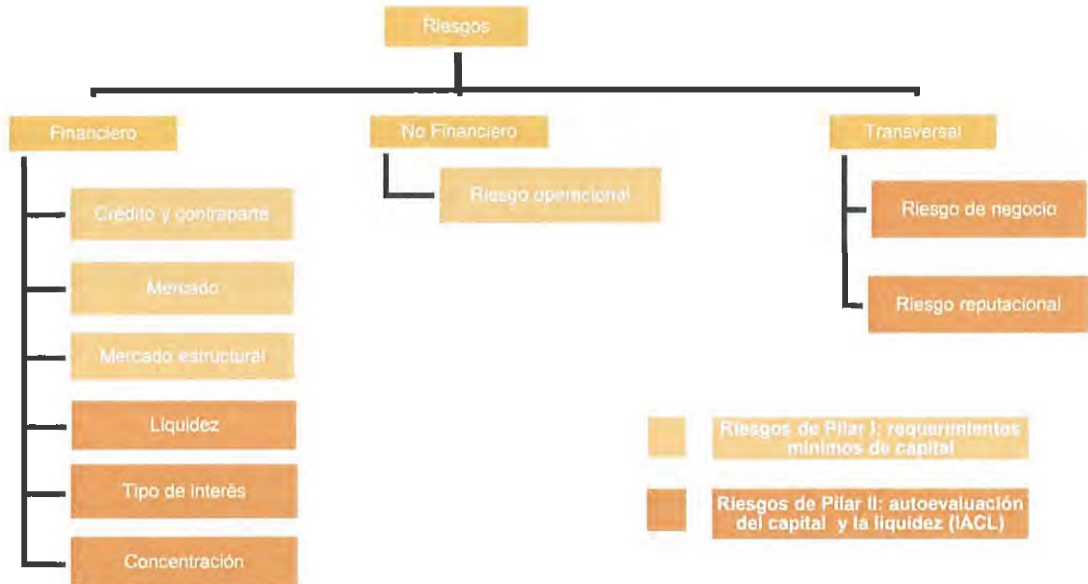 Riesgos
Financiero
No Financiero
Transversal
Crédito y contraparte
Mercado
Mercado estructural
Liquidez
Tipo de interés
Concentración
Riesgo operacional
Riesgo de negocio
Riesgo reputacional
Riesgos de Pilar I: requerimientos
mínimos de capital
Riesgos de Pilar II: autoevaluación
del capital y la liquidez (IACL)